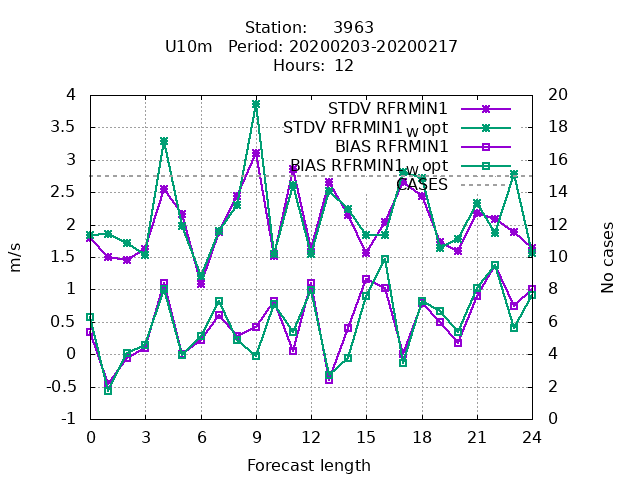 Station:     3963
U10m   Period: 20200203-20200217
Hours:  12
STDV RFRMIN1
STDV RFRMIN1_w opt
BIAS RFRMIN1
BIAS RFRMIN1_w opt
CASES
4
3.5
3
2.5
2
1.5
1
0.5
0
-0.5
-1
20
18
16
14
12
10
8
6
4
2
0
m/s
No cases
0 3 6 9 12 15 18 21 24
Forecast length